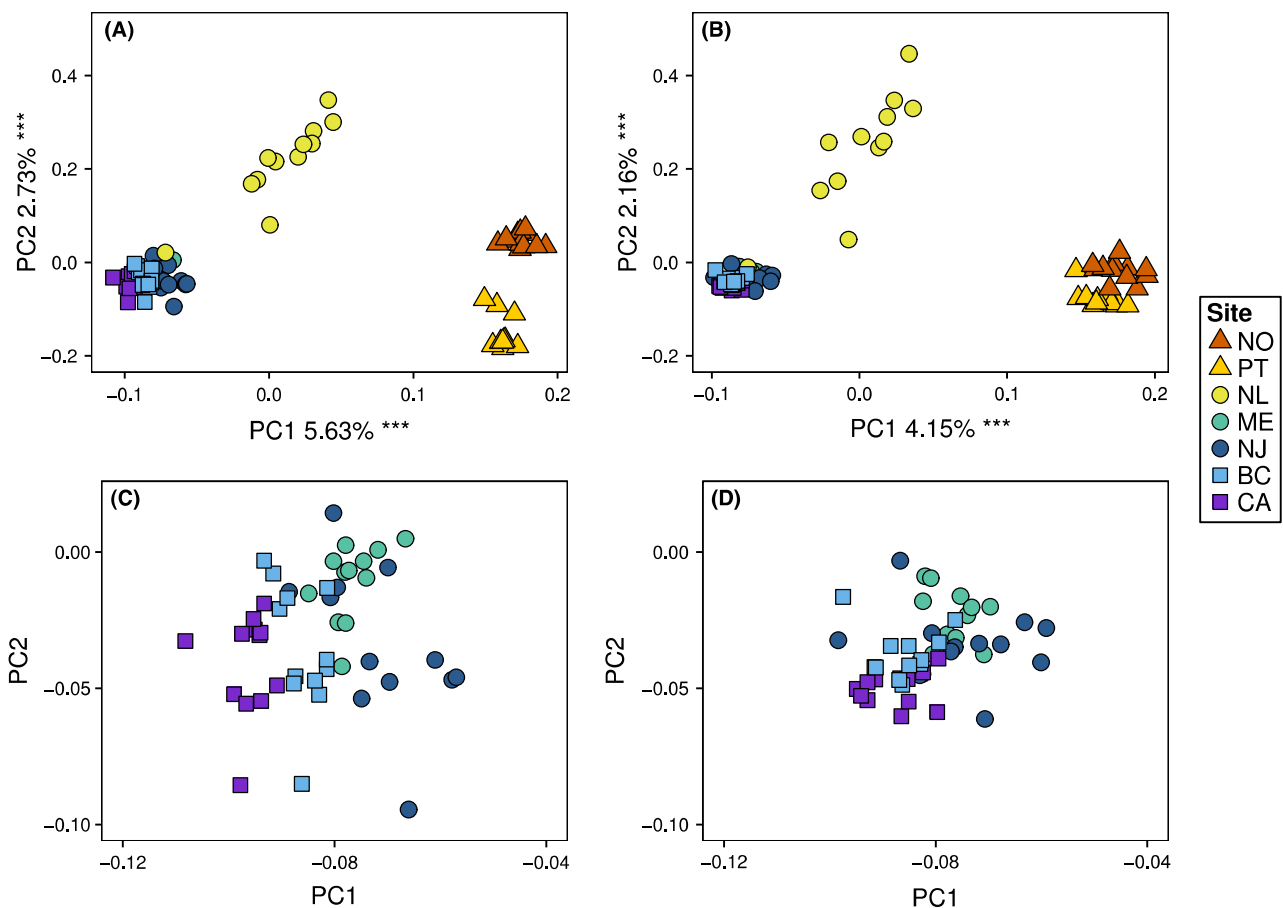 (A)
0.4
0.2
0.0
−0.2
PC2 2.73% ***
−0.1
0.0
0.1
0.2
PC1 5.63% ***
(B)
0.4
0.2
0.0
−0.2
PC2 2.16% ***
−0.1
0.0
0.1
0.2
PC1 4.15% ***
Site
NO
PT
NL
ME
NJ
BC
CA
(C)
0.00
−0.05
−0.10
PC2
−0.12
−0.08
−0.04
PC1
(D)
0.00
−0.05
−0.10
PC2
−0.12
−0.08
−0.04
PC1